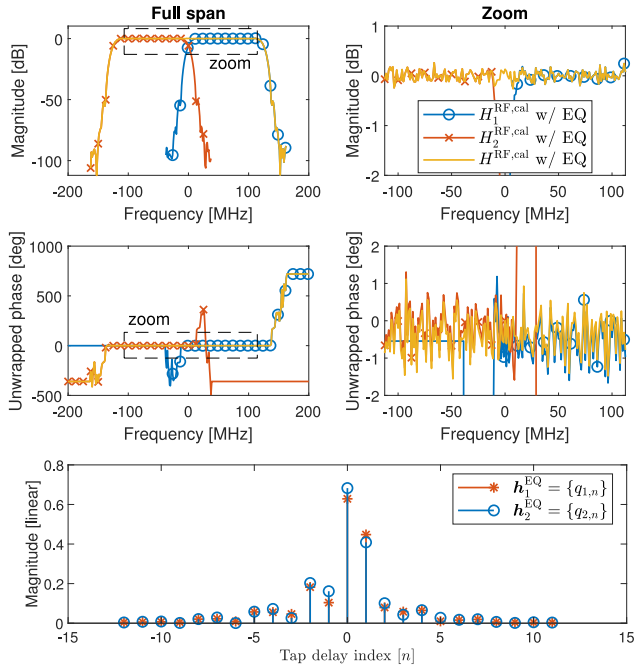 Full span
Zoom
Magnitude [dB]
0
-50
-100
-200
-100
0
100
200
Frequency [MHz]
zoom
Magnitude [dB]
1
0
-1
-2
-100
-50
0
50
100
Frequency [MHz]
H_1^{RF,cal} w/ EQ
H_2^{RF,cal} w/ EQ
H^{RF,cal} w/ EQ
Unwrapped phase [deg]
1000
500
0
-500
-200
-100
0
100
200
Frequency [MHz]
zoom
Unwrapped phase [deg]
2
1
0
-1
-2
-100
-50
0
50
100
Frequency [MHz]
Magnitude [linear]
0.8
0.6
0.4
0.2
0
-15
-10
-5
0
5
10
15
Tap delay index [n]
h_1^{EQ} = {q_{1,n}}
h_2^{EQ} = {q_{2,n}}